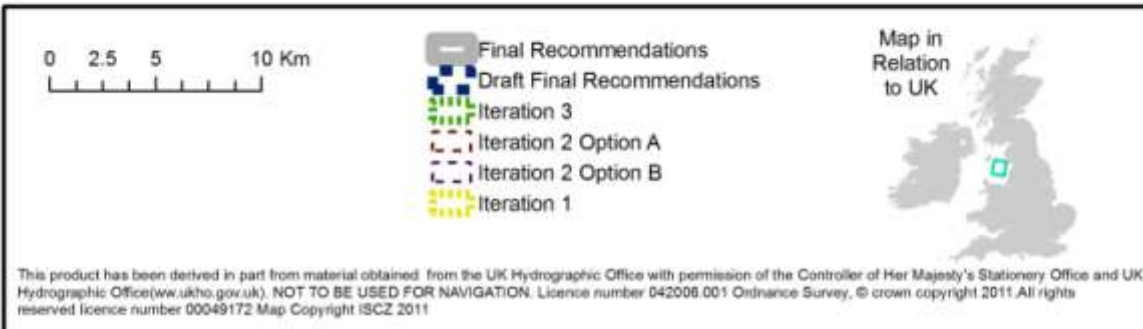 0 2.5 5 10 Km
Final Recommendations
Draft Final Recommendations
Iteration 3
Iteration 2 Option A
Iteration 2 Option B
Iteration 1
Map in
Relation
to UK
This product has been derived in part from material obtained from the UK Hydrographic Office with permission of the Controller of Her Majesty's Stationery Office and UK
Hydrographic Office(ww.ukho.gov.uk). NOT TO BE USED FOR NAVIGATION. Licence number 042006.001 Ordnance Survey, © crown copyright 2011.All rights
reserved licence number 00049172 Map Copyright ISCZ 2011